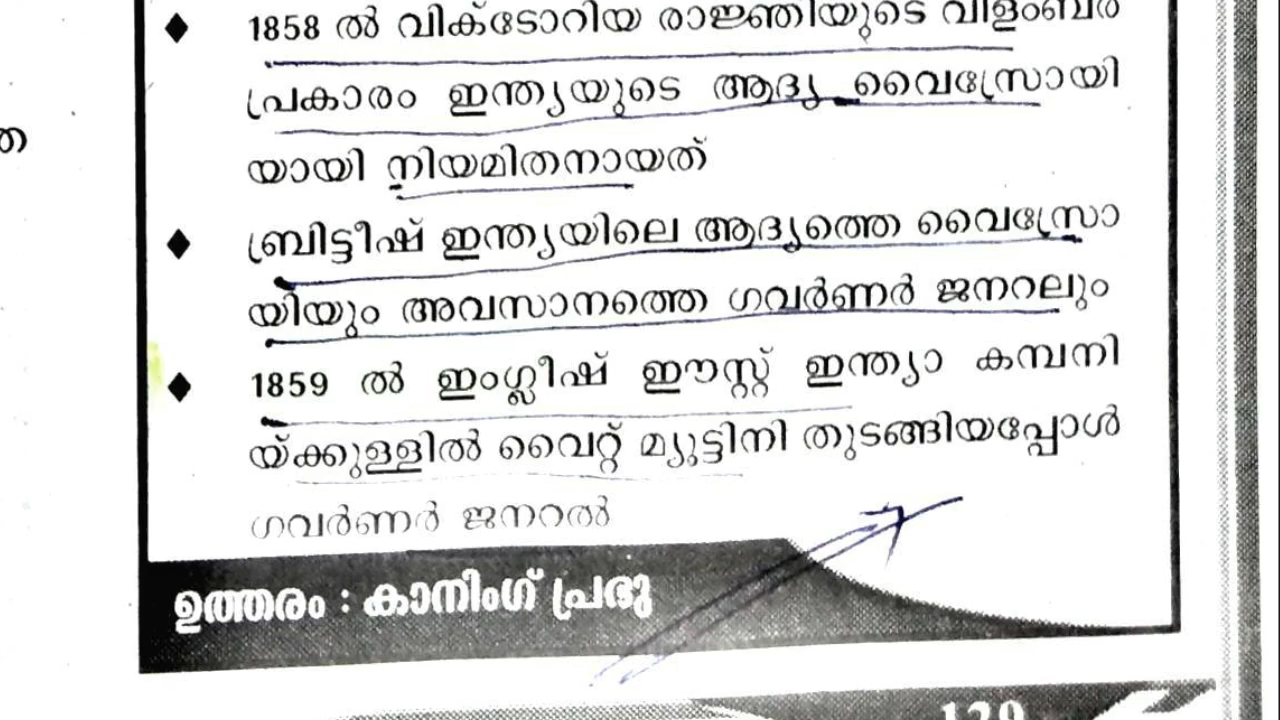 ♦ 1858 ൽ വിക്ടോറിയ രാജ്ഞിയുടെ വിളംബര
പ്രകാരം ഇന്ത്യയുടെ ആദ്യ വൈസ്രോയി
യായി നിയമിതനായത്
♦ ബ്രിട്ടീഷ് ഇന്ത്യയിലെ ആദ്യത്തെ വൈസ്രോ
യിയും അവസാനത്തെ ഗവർണർ ജനറലും
♦ 1859 ൽ ഇംഗ്ലീഷ് ഈസ്റ്റ് ഇന്ത്യാ കമ്പനി
യ്ക്കുള്ളിൽ വൈറ്റ് മ്യുട്ടിനി തുടങ്ങിയപ്പോൾ
ഗവർണർ ജനറൽ
ഉത്തരം : കാനിംഗ് പ്രഭു
129